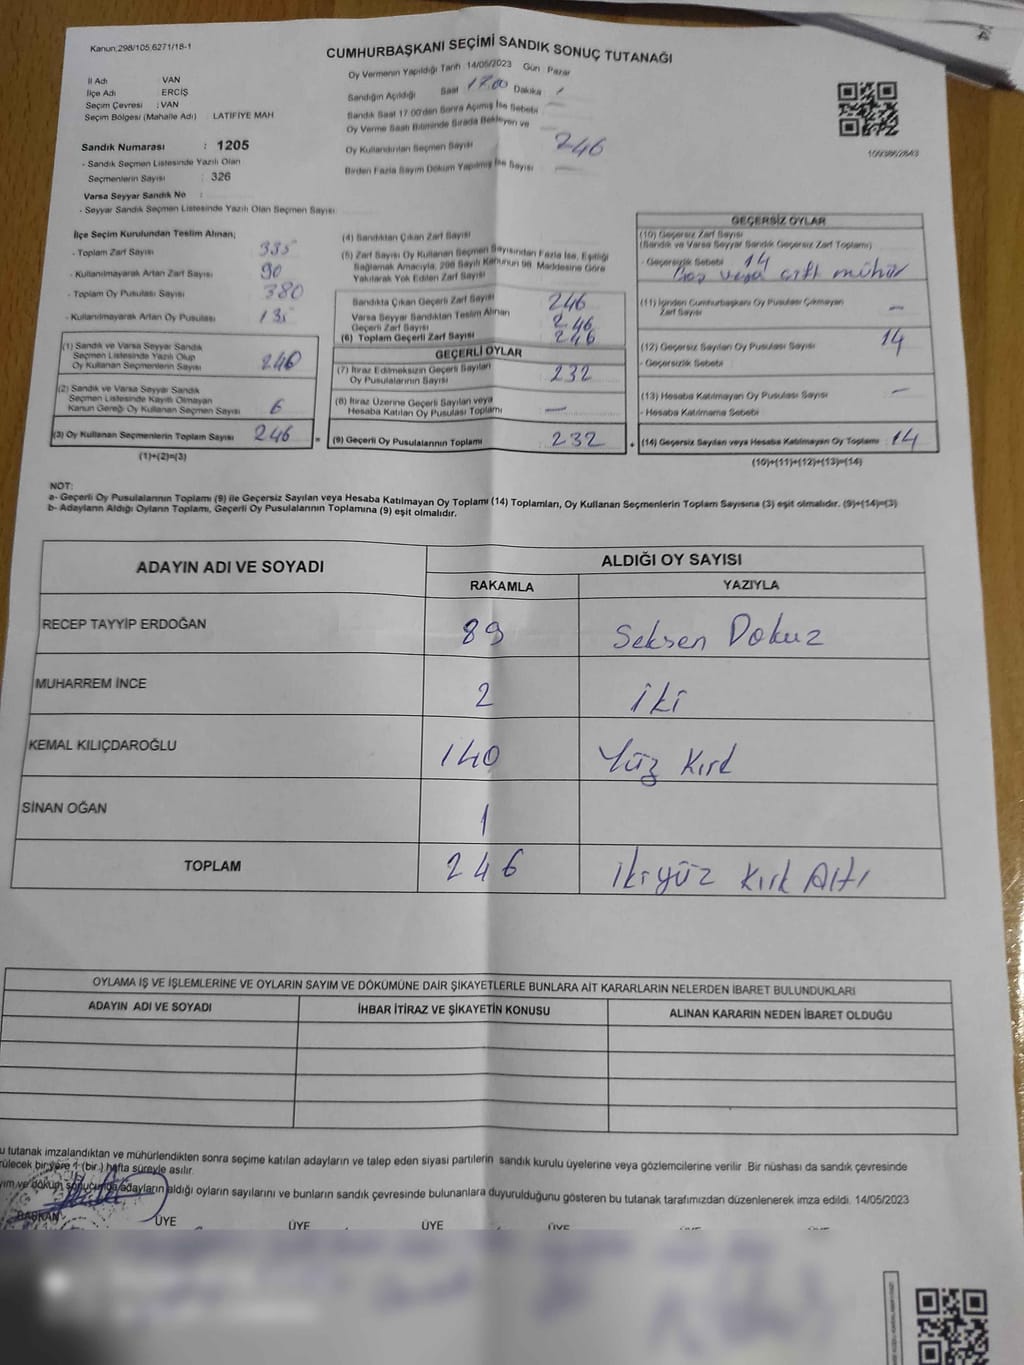 Kanun:298/105,6271/18-1
CUMHURBAŞKANI SEÇİMİ SANDIK SONUÇ TUTANAĞI
İl Adı VAN
İlçe Adı ERCİŞ
Seçim Çevresi : VAN
Seçim Bölgesi (Mahalle Adı) LATIFIYE MAH
Sandık Numarası : 1205
- Sandık Seçmen Listesinde Yazılı Olan
Seçmenlerin Sayısı : 326
Varsa Seyyar Sandık No :
- Seyyar Sandık Seçmen Listesinde Yazılı Olan Seçmen Sayısı
Oy Vermenin Yapıldığı Tarih :14/05/2023 Gün Pazar
Sandığın Açıldığı Saat 17.00 Dakika :
Sandık Saat 17:00'den Sonra Açımış İse Sebebi
Oy Verme Saati Bitiminde Sırada Bekleyen ve
Oy Kullandırılan Seçmen Sayısı 246
Birden Fazla Sayım Döküm Yapılmış İse Sayısı —
1093862843
İlçe Seçim Kurulundan Teslim Alınan;
- Toplam Zarf Sayısı 335
- Kullanılmayarak Artan Zarf Sayısı 90
- Toplam Oy Pusulası Sayısı 380
- Kullanılmayarak Artan Oy Pusulası 135
(1) Sandık ve Varsa Seyyar Sandık
Seçmen Listesinde Yazılı Olup
Oy Kullanan Seçmenlerin Sayısı 240
(2) Sandık ve Varsa Seyyar Sandık
Seçmen Listesinde Kayıtlı Olmayan
Kanun Gereği Oy Kullanan Seçmen Sayısı 6
(3) Oy Kullanan Seçmenlerin Toplam Sayısı 246
(1)+(2)=(3)
(4) Sandıktan Çıkan Zarf Sayısı
(5) Zarf Sayısı Oy Kullanan Seçmen Sayısından Fazla İse, Eşitliği
Sağlamak Amacıyla, 298 Sayılı Kanunun 98. Maddesine Göre
Yakılarak Yok Edilen Zarf Sayısı
Sandıkta Çıkan Geçerli Zarf Sayısı 246
Varsa Seyyar Sandıktan Teslim Alınan
Geçerli Zarf Sayısı 246
(6) Toplam Geçerli Zarf Sayısı 246
GEÇERLİ OYLAR
(7) İtiraz Edilmeksizin Geçerli Sayılan
Oy Pusulalarının Sayısı 232
(8) İtiraz Üzerine Geçerli Sayılan veya
Hesaba Katılan Oy Pusulası Toplamı —
= (9) Geçerli Oy Pusulalarının Toplamı 232
GEÇERSİZ OYLAR
(10) Geçersiz Zarf Sayısı
(Sandık ve Varsa Seyyar Sandık Geçersiz Zarf Toplamı)
- Geçersizlik Sebebi 14
Boş veya çift mühür
(11) İçinden Cumhurbaşkanı Oy Pusulası Çıkmayan
Zarf Sayısı —
(12) Geçersiz Sayılan Oy Pusulası Sayısı 14
- Geçersizlik Sebebi
(13) Hesaba Katılmayan Oy Pusulası Sayısı —
- Hesaba Katılmama Sebebi
+ (14) Geçersiz Sayılan veya Hesaba Katılmayan Oy Toplamı : 14
(10)+(11)+(12)+(13)=(14)
NOT:
a- Geçerli Oy Pusulalarının Toplamı (9) ile Geçersiz Sayılan veya Hesaba Katılmayan Oy Toplamı (14) Toplamları, Oy Kullanan Seçmenlerin Toplam Sayısına (3) eşit olmalıdır. (9)+(14)=(3)
b- Adayların Aldığı Oyların Toplamı, Geçerli Oy Pusulalarının Toplamına (9) eşit olmalıdır.
ADAYIN ADI VE SOYADI ALDIĞI OY SAYISI
RAKAMLA YAZIYLA
RECEP TAYYİP ERDOĞAN 89 Seksen Dokuz
MUHARREM İNCE 2 İki
KEMAL KILIÇDAROĞLU 140 Yüz Kırk
SİNAN OĞAN 1
TOPLAM 246 İkiyüz Kırk Altı
OYLAMA İŞ VE İŞLEMLERİNE VE OYLARIN SAYIM VE DÖKÜMÜNE DAİR ŞİKAYETLERLE BUNLARA AİT KARARLARIN NELERDEN İBARET BULUNDUKLARI
ADAYIN ADI VE SOYADI İHBAR İTİRAZ VE ŞİKAYETİN KONUSU ALINAN KARARIN NEDEN İBARET OLDUĞU
u tutanak imzalandıktan ve mühürlendikten sonra seçime katılan adayların ve talep eden siyasi partilerin sandık kurulu üyelerine veya gözlemcilerine verilir. Bir nüshası da sandık çevresinde
rülecek bir yere 1 (bir.) hafta süreyle asılır.
yım ve döküm sonucunda adayların aldığı oyların sayılarını ve bunların sandık çevresinde bulunanlara duyurulduğunu gösteren bu tutanak tarafımızdan düzenlenerek imza edildi. 14/05/2023
BAŞKAN ÜYE ÜYE ÜYE ÜYE